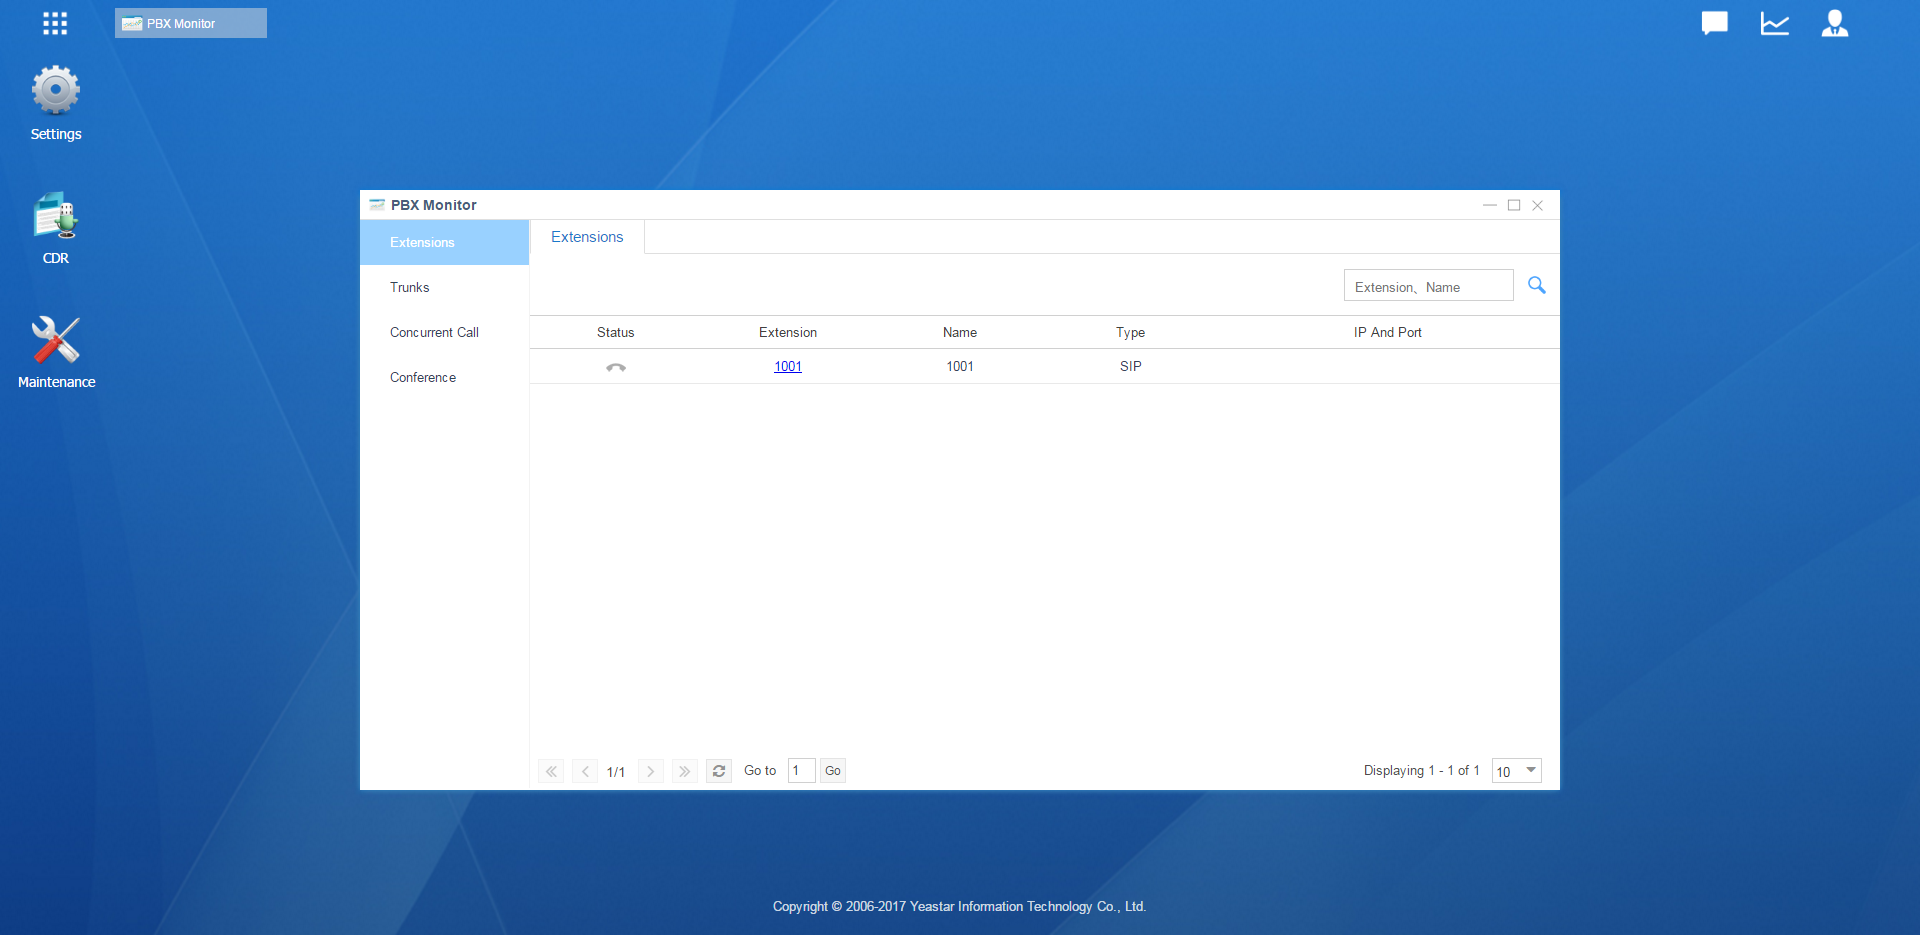 PBX Monitor
Settings
CDR
Maintenance
PBX Monitor
Extensions
Trunks
Concurrent Call
Conference
Extensions
Extension、Name
Status Extension Name Type IP And Port
1001 1001 SIP
1/1 Go to 1 Go Displaying 1 - 1 of 1 10
Copyright © 2006-2017 Yeastar Information Technology Co., Ltd.